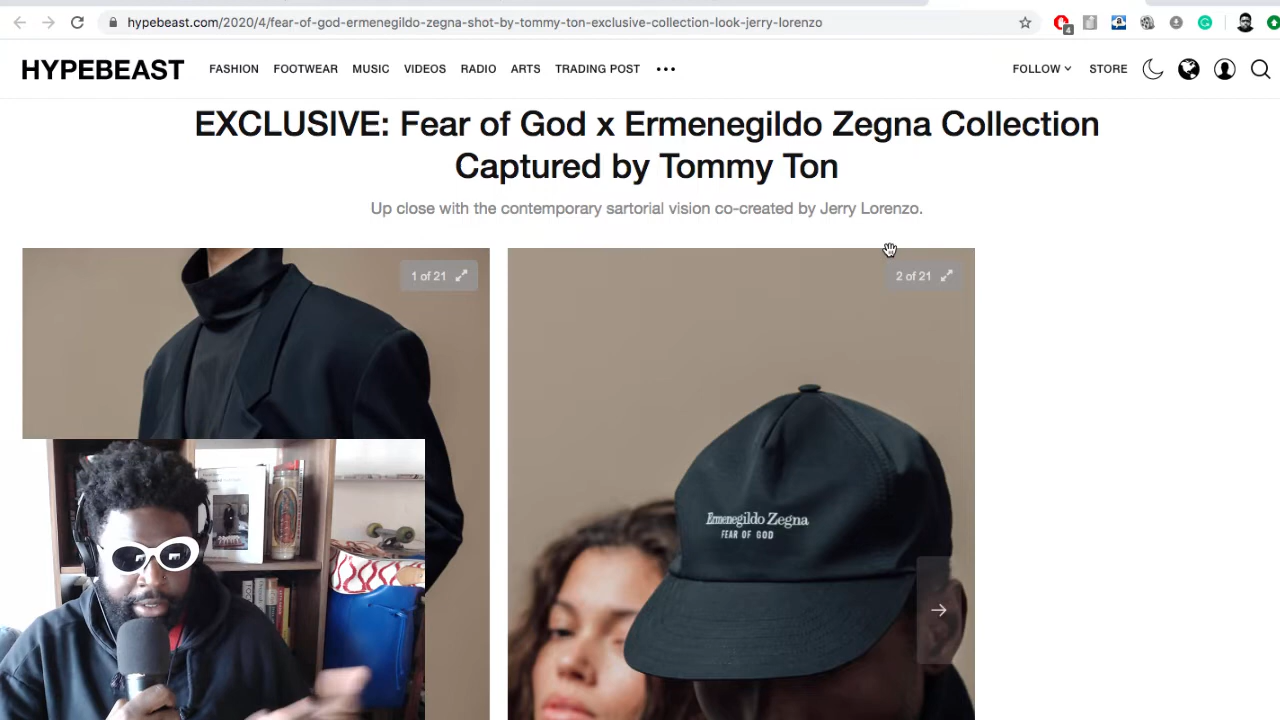 hypebeast.com/2020/4/fear-of-god-ermenegildo-zegna-shot-by-tommy-ton-exclusive-collection-look-jerry-lorenzo
4
HYPEBEAST FASHION FOOTWEAR MUSIC VIDEOS RADIO ARTS TRADING POST ••• FOLLOW STORE
EXCLUSIVE: Fear of God x Ermenegildo Zegna Collection
Captured by Tommy Ton
Up close with the contemporary sartorial vision co-created by Jerry Lorenzo.
1 of 21
2 of 21
Ermenegildo Zegna
FEAR OF GOD